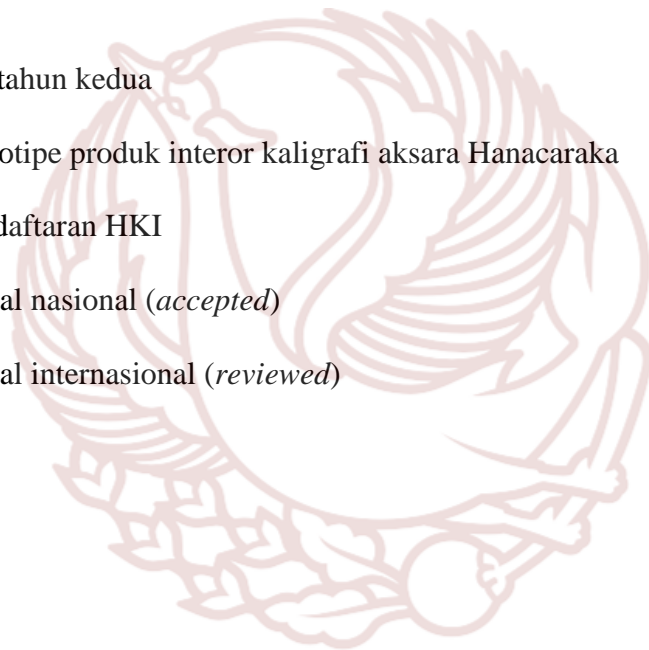 tahun kedua
otipe produk interor kaligrafi aksara Hanacaraka
daftaran HKI
al nasional (accepted)
al internasional (reviewed)